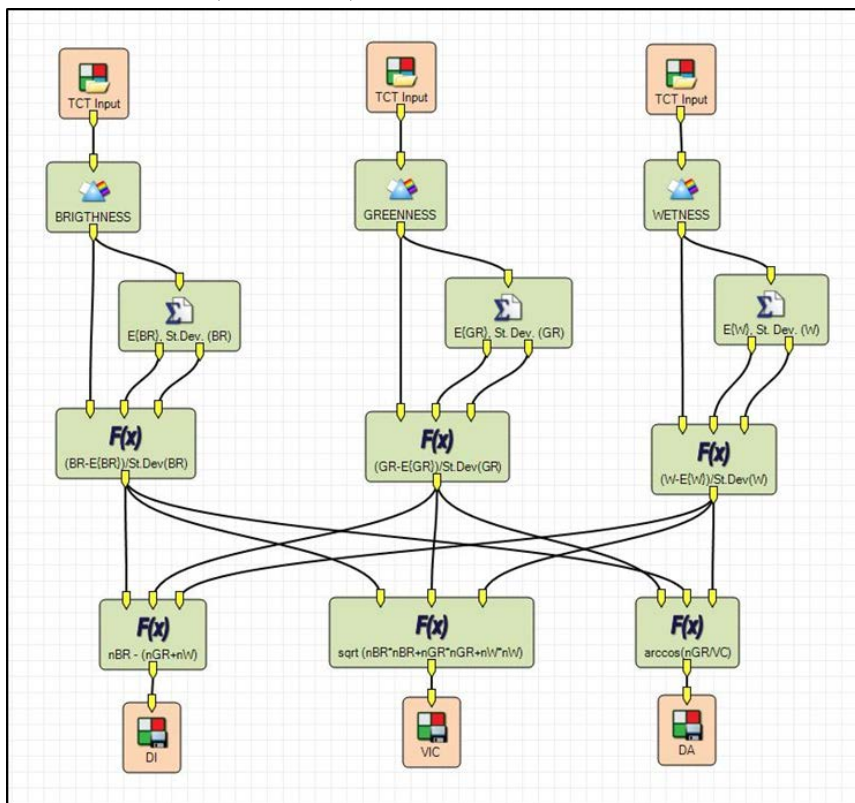 TCT Input
TCT Input
TCT Input
BRIGTHNESS
GREENNESS
WETNESS
E{BR}, St.Dev. (BR)
E{GR}, St. Dev. (GR)
E{W}, St. Dev. (W)
F(x)
(BR-E{BR})/St.Dev(BR)
F(x)
(GR-E{GR})/St.Dev(GR)
F(x)
(W-E{W})/St.Dev(W)
F(x)
nBR - (nGR+nW)
F(x)
sqrt (nBR*nBR+nGR*nGR+nW*nW)
F(x)
arccos(nGR/VC)
DI
VIC
DA